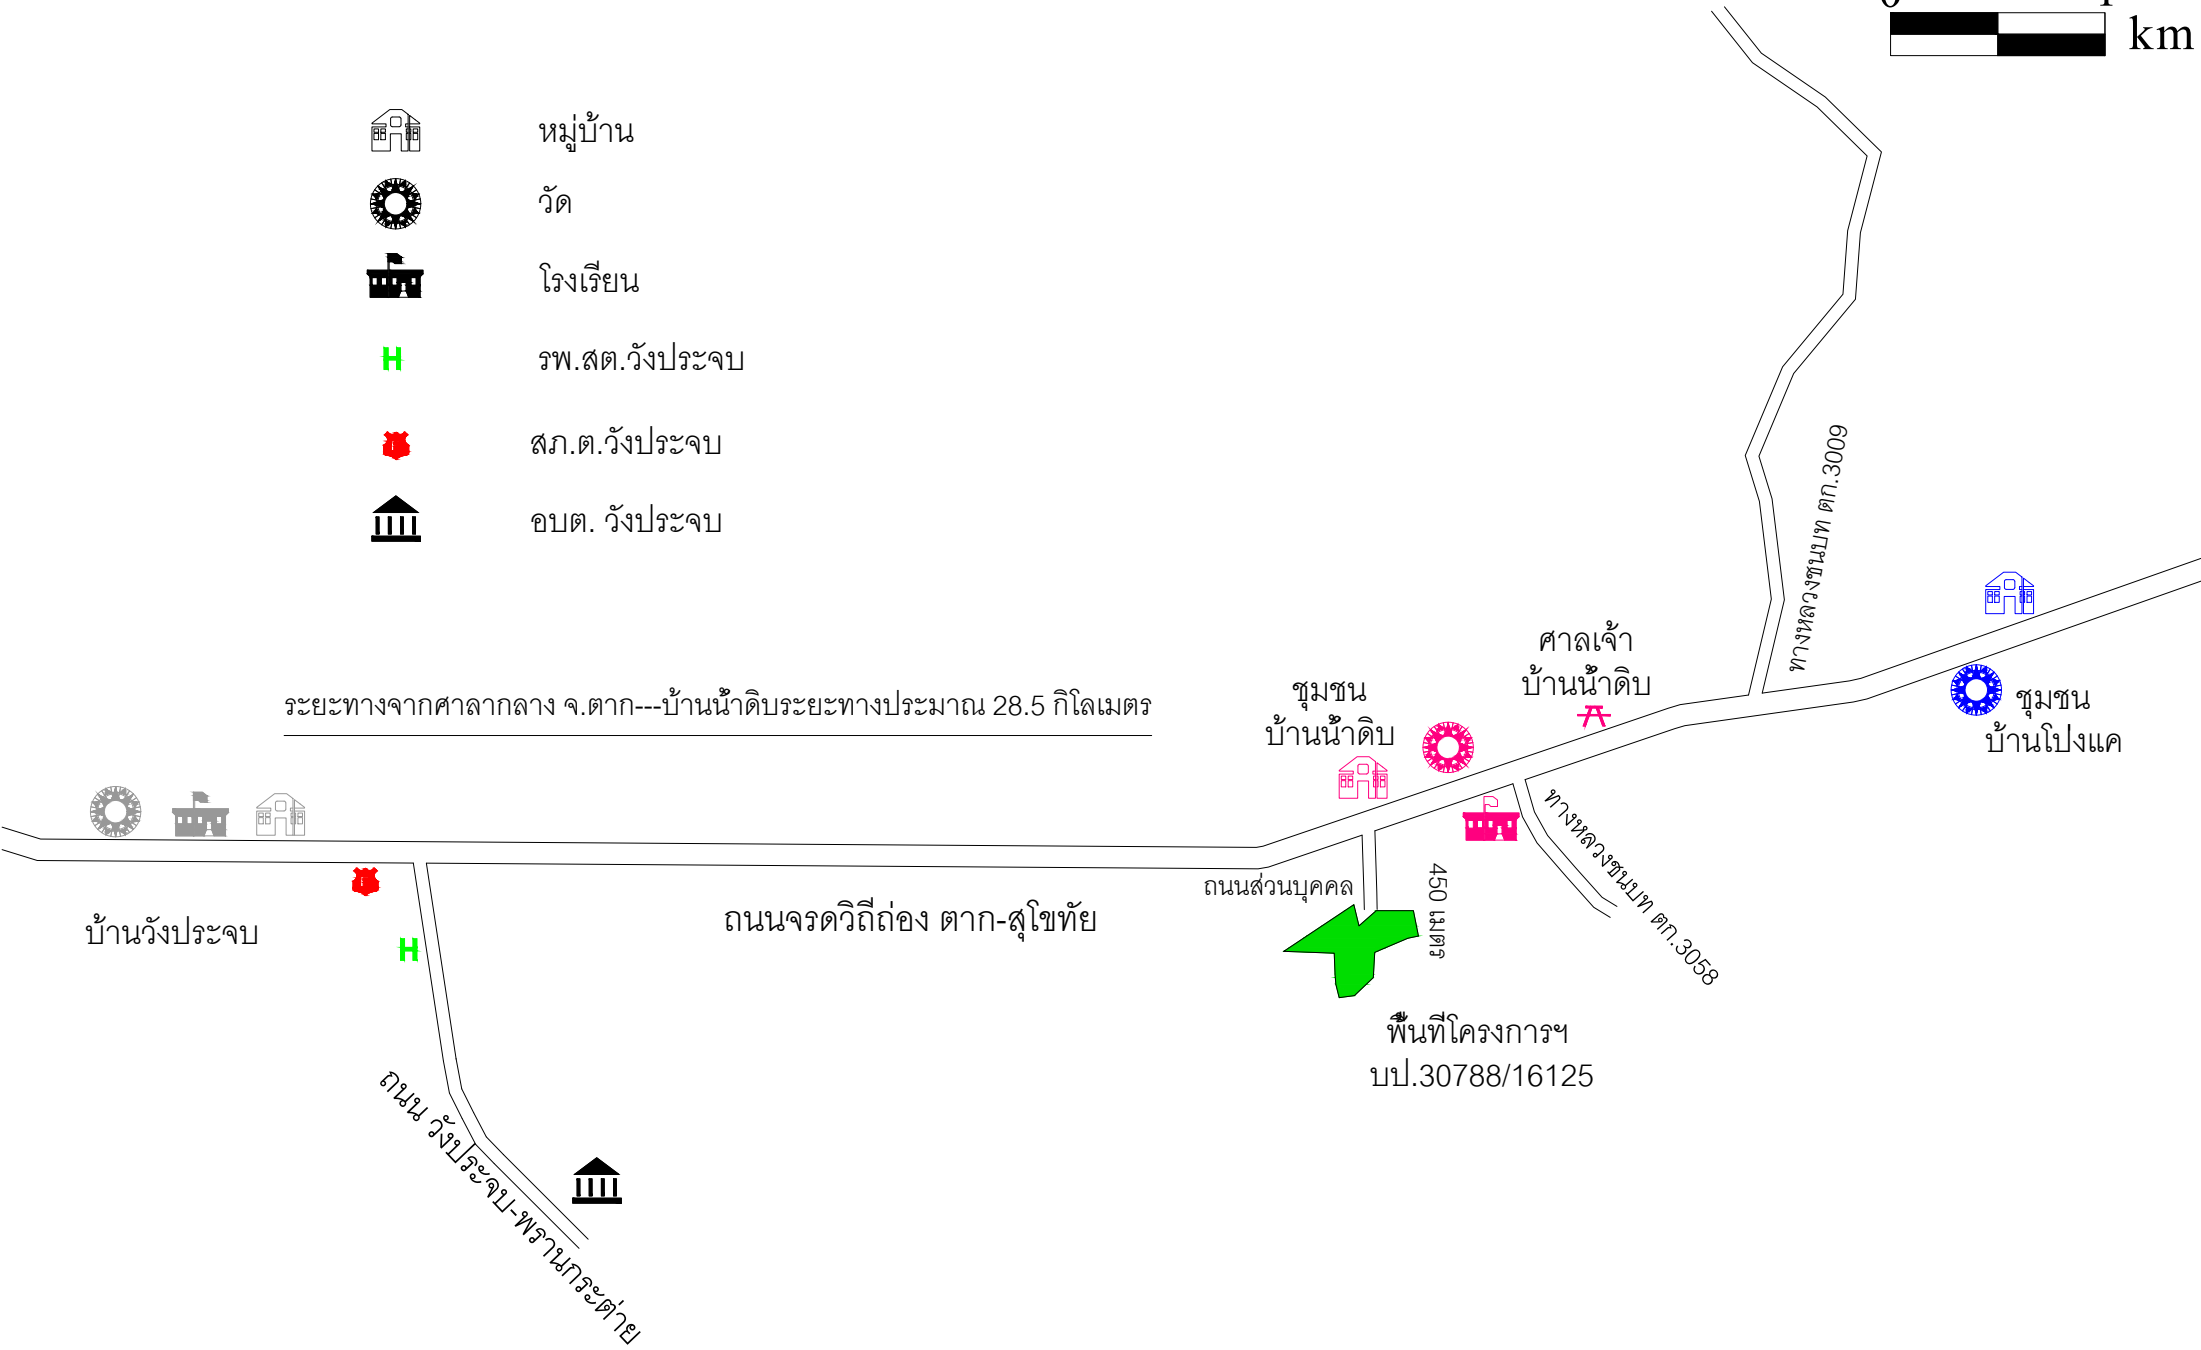 km
หมู่บ้าน
วัด
โรงเรียน
รพ.สต.วังประจบ
สภ.ต.วังประจบ
อบต. วังประจบ
ทางหลวงชนบท ตก.3009
ศาลเจ้า
บ้านน้ำดิบ
ระยะทางจากศาลากลาง จ.ตาก---บ้านน้ำดิบระยะทางประมาณ 28.5 กิโลเมตร
ชุมชน
บ้านน้ำดิบ
ชุมชน
บ้านโป่งแค
ทางหลวงชนบท ตก.3058
ถนนส่วนบุคคล
450 เมตร
บ้านวังประจบ
ถนนจรดวิถีถ่อง ตาก-สุโขทัย
พื้นที่โครงการฯ
บป.30788/16125
ถนน วังประจบ-พรานกระต่าย